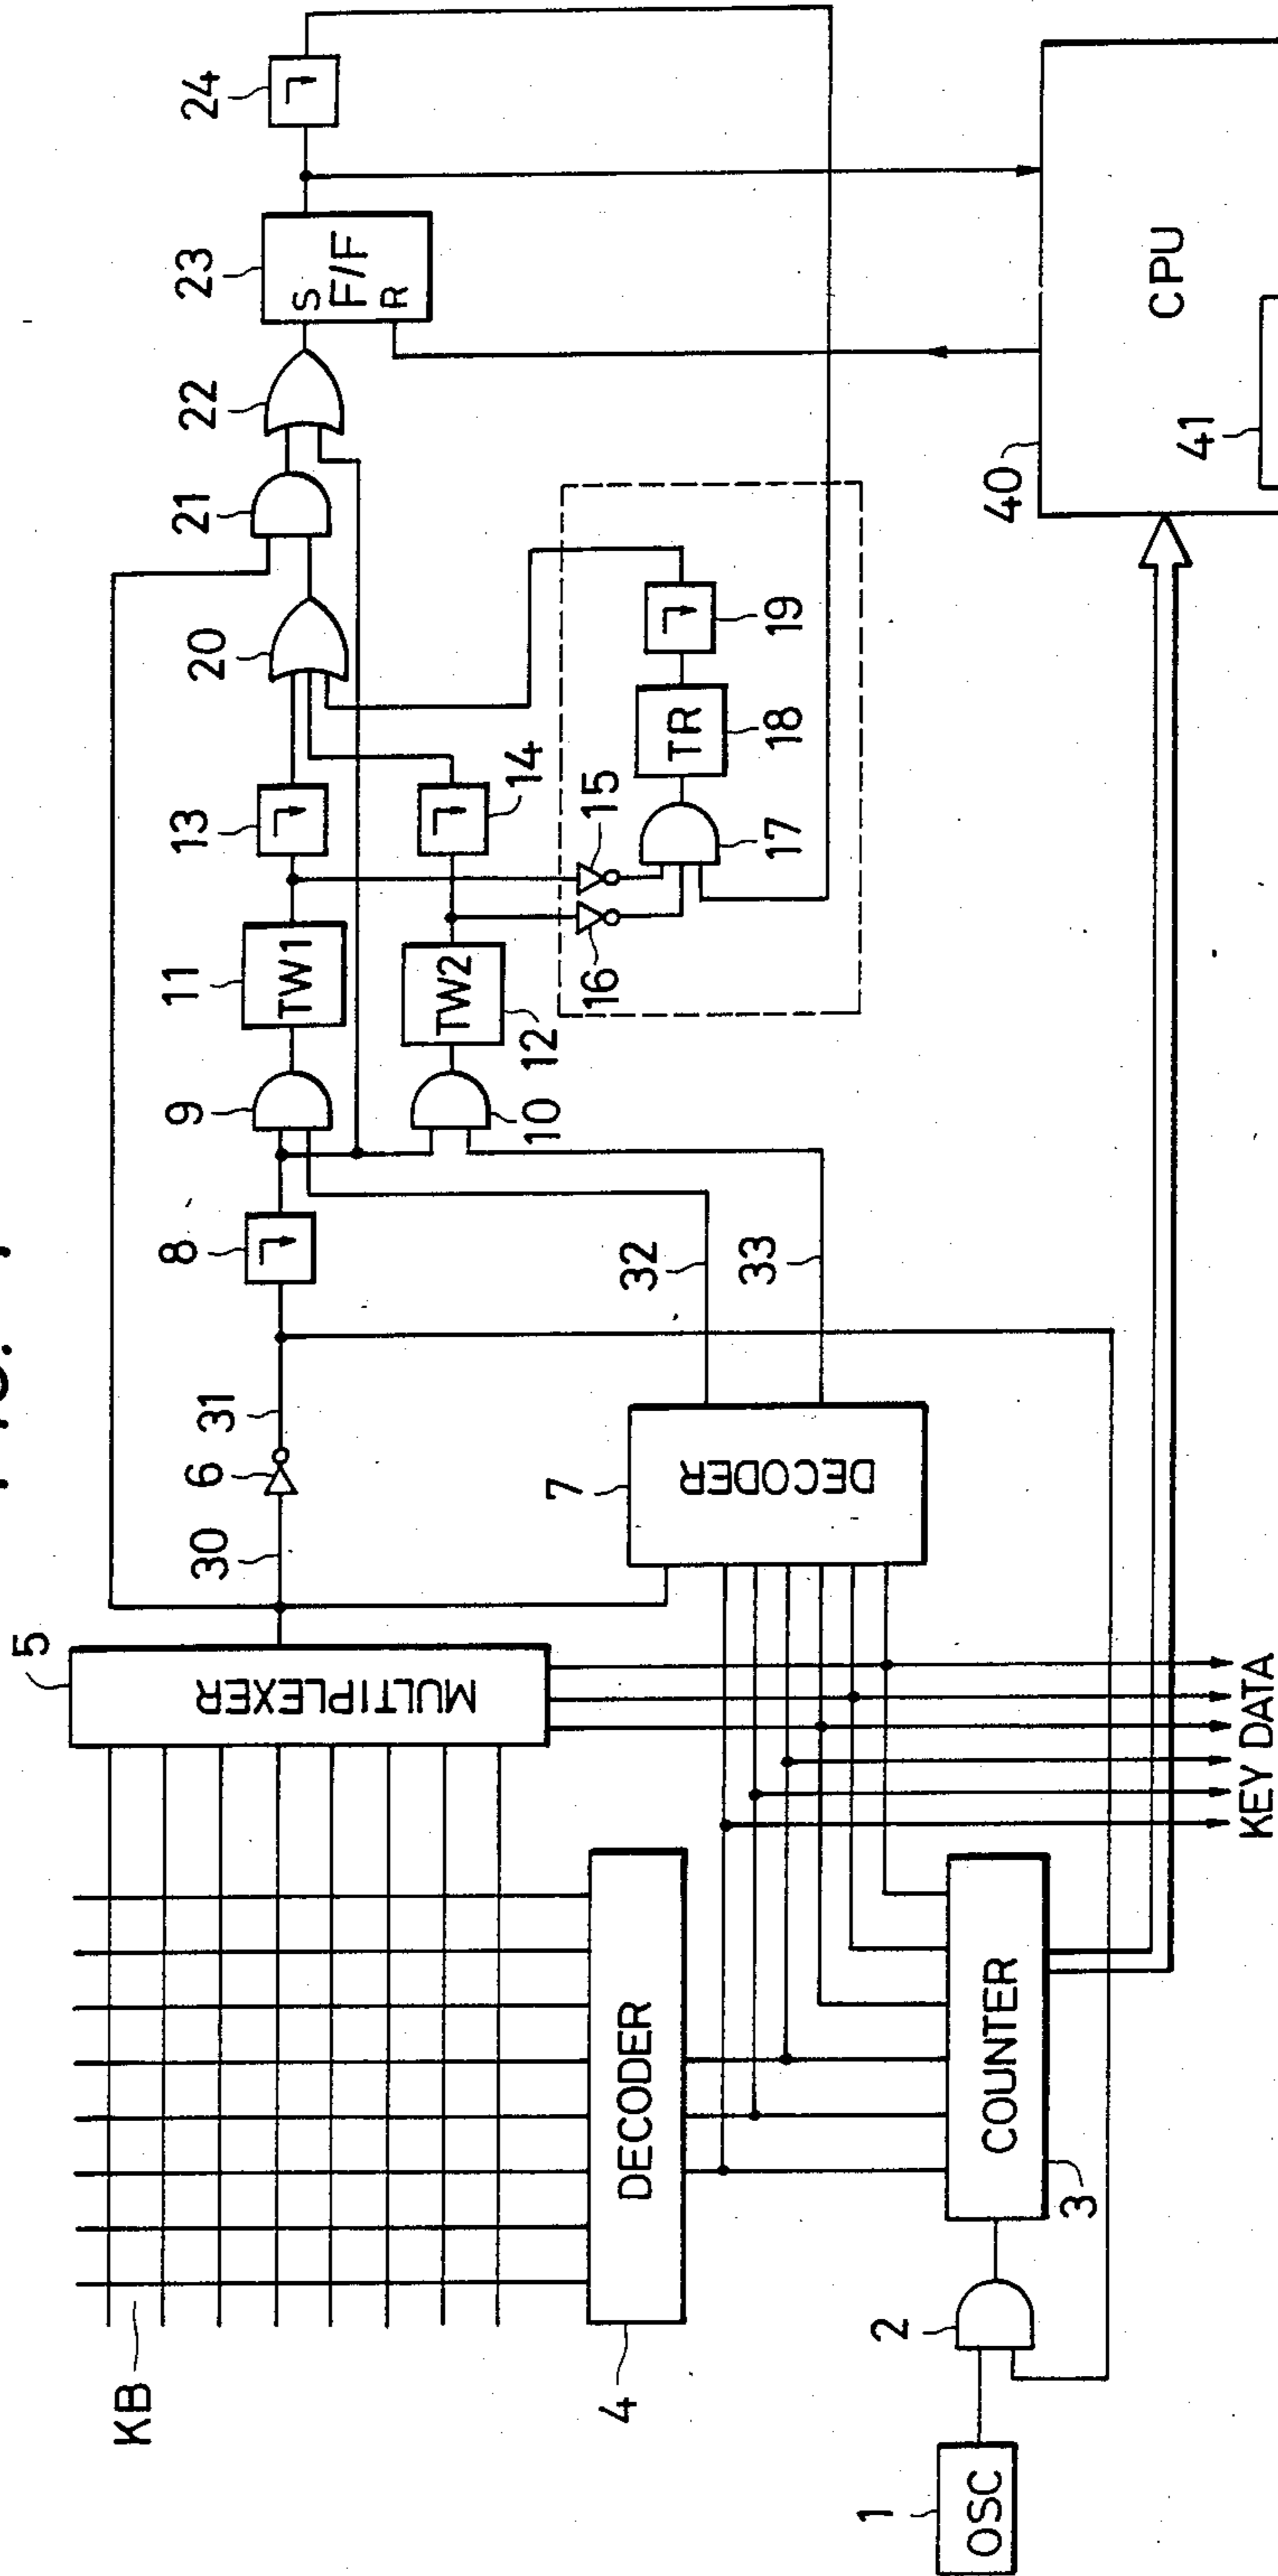 KB
5
MULTIPLEXER
30
6
31
8
9
11
TW1
13
20
21
22
23
S
F/F
R
24
10
12
TW2
14
15
16
17
18
TR
19
7
DECODER
32
33
4
DECODER
1
OSC
2
3
COUNTER
KEY DATA
40
CPU
41